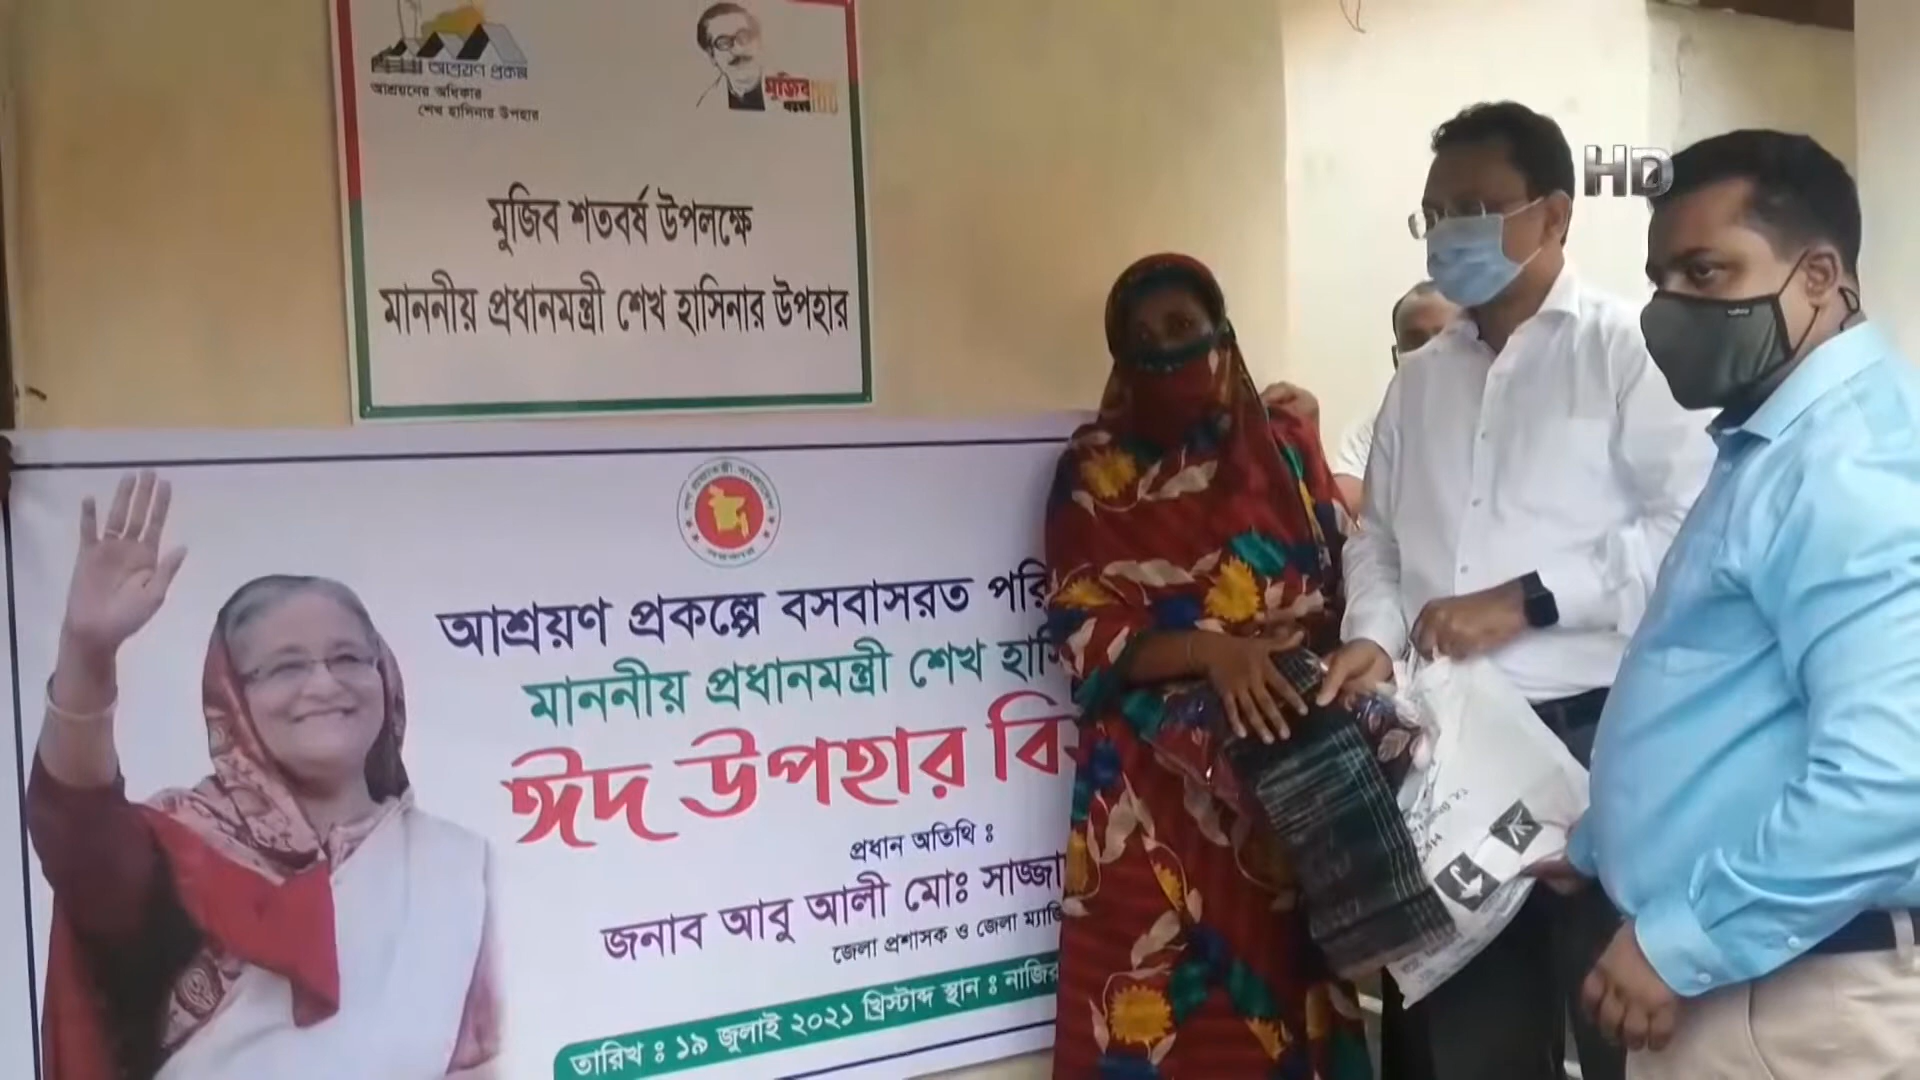 আশ্রয়ণ প্রকল্প
আশ্রয়নের অধিকার
শেখ হাসিনার উপহার
মুজিব
100
মুজিব শতবর্ষ উপলক্ষে
মাননীয় প্রধানমন্ত্রী শেখ হাসিনার উপহার
HD
আশ্রয়ণ প্রকল্পে বসবাসরত পরি
মাননীয় প্রধানমন্ত্রী শেখ হাসি
ঈদ উপহার বি
প্রধান অতিথি ঃ
জনাব আবু আলী মোঃ সাজ্জা
জেলা প্রশাসক ও জেলা ম্যাজি
তারিখ ঃ ১৯ জুলাই ২০২১ খ্রিস্টাব্দ স্থান ঃ নাজির